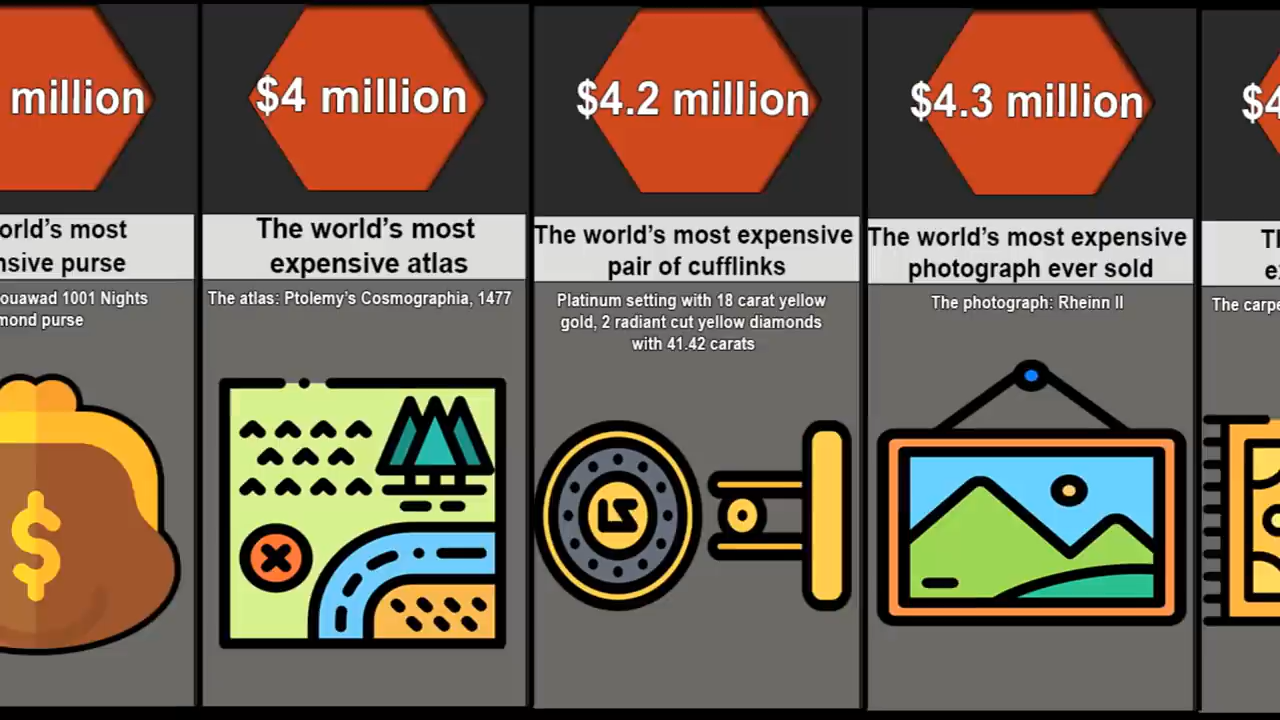 million
orld's most
nsive purse
ouawad 1001 Nights
mond purse
$4 million
The world's most
expensive atlas
The atlas: Ptolemy's Cosmographia, 1477
$4.2 million
The world's most expensive
pair of cufflinks
Platinum setting with 18 carat yellow
gold, 2 radiant cut yellow diamonds
with 41.42 carats
$4.3 million
The world's most expensive
photograph ever sold
The photograph: Rheinn II
$4
The carpe
$